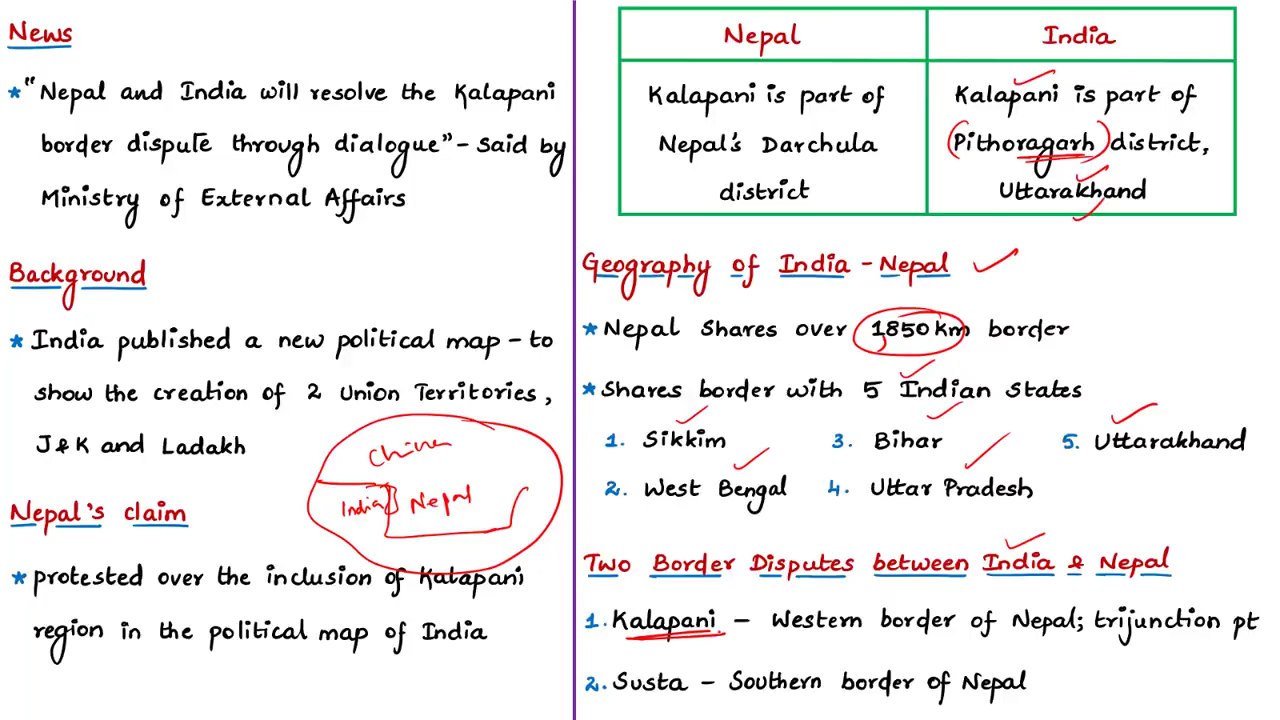 News
* "Nepal and India will resolve the Kalapani
border dispute through dialogue" - said by
Ministry of External Affairs
Background
* India published a new political map - to
show the creation of 2 Union Territories,
J&K and Ladakh
China
India Nepal
Nepal's claim
* protested over the inclusion of Kalapani
region in the political map of India
Nepal India
Kalapani is part of
Nepal's Darchula
district
Kalapani is part of
(Pithoragarh) district,
Uttarakhand
Geography of India - Nepal
* Nepal Shares over 1,850 km border
* Shares border with 5 Indian States
1. Sikkim 3. Bihar 5. Uttarakhand
2. West Bengal 4. Uttar Pradesh
Two Border Disputes between India & Nepal
1. Kalapani - Western border of Nepal; trijunction pt
2. Susta - Southern border of Nepal